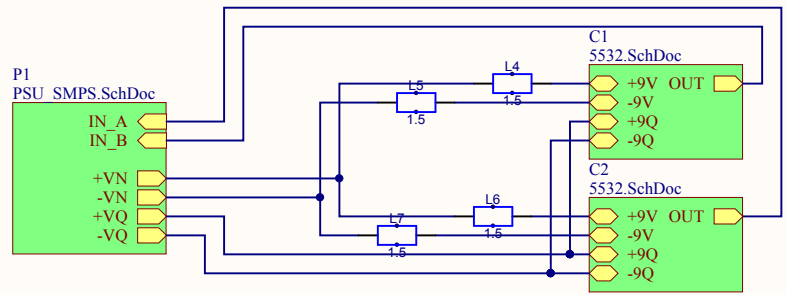 P1
PSU_SMPS.SchDoc
IN_A
IN_B
+VN
-VN
+VQ
-VQ
L4
1.5
L5
1.5
L6
1.5
L7
1.5
C1
5532.SchDoc
+9V OUT
-9V
+9Q
-9Q
C2
5532.SchDoc
+9V OUT
-9V
+9Q
-9Q